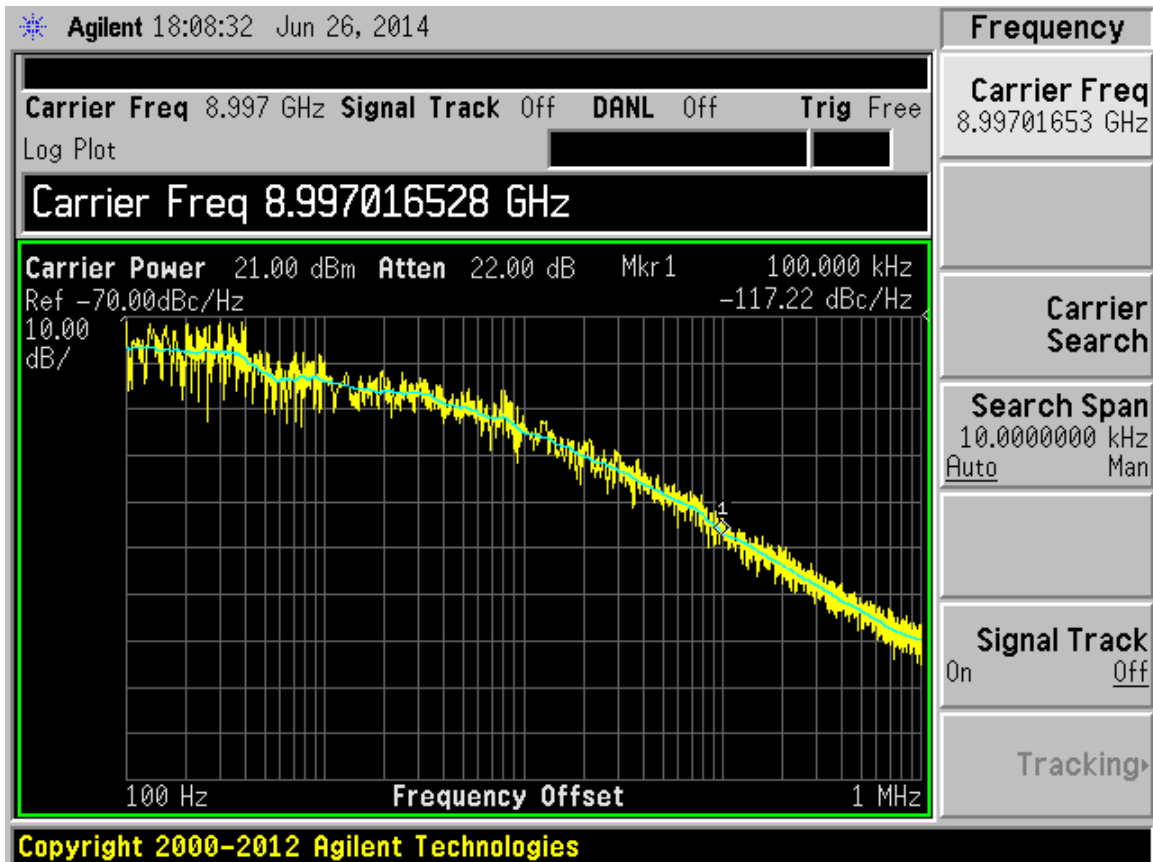 Agilent 18:08:32 Jun 26, 2014
Carrier Freq 8.997 GHz Signal Track Off DANL Off Trig Free
Log Plot
Carrier Freq 8.997016528 GHz
Carrier Power 21.00 dBm Atten 22.00 dB Mkr1 100.000 kHz
Ref -70.00dBc/Hz -117.22 dBc/Hz
10.00
dB/
1
100 Hz Frequency Offset 1 MHz
Copyright 2000-2012 Agilent Technologies
Frequency
Carrier Freq
8.99701653 GHz
Carrier
Search
Search Span
10.0000000 kHz
Auto Man
Signal Track
On Off
Tracking